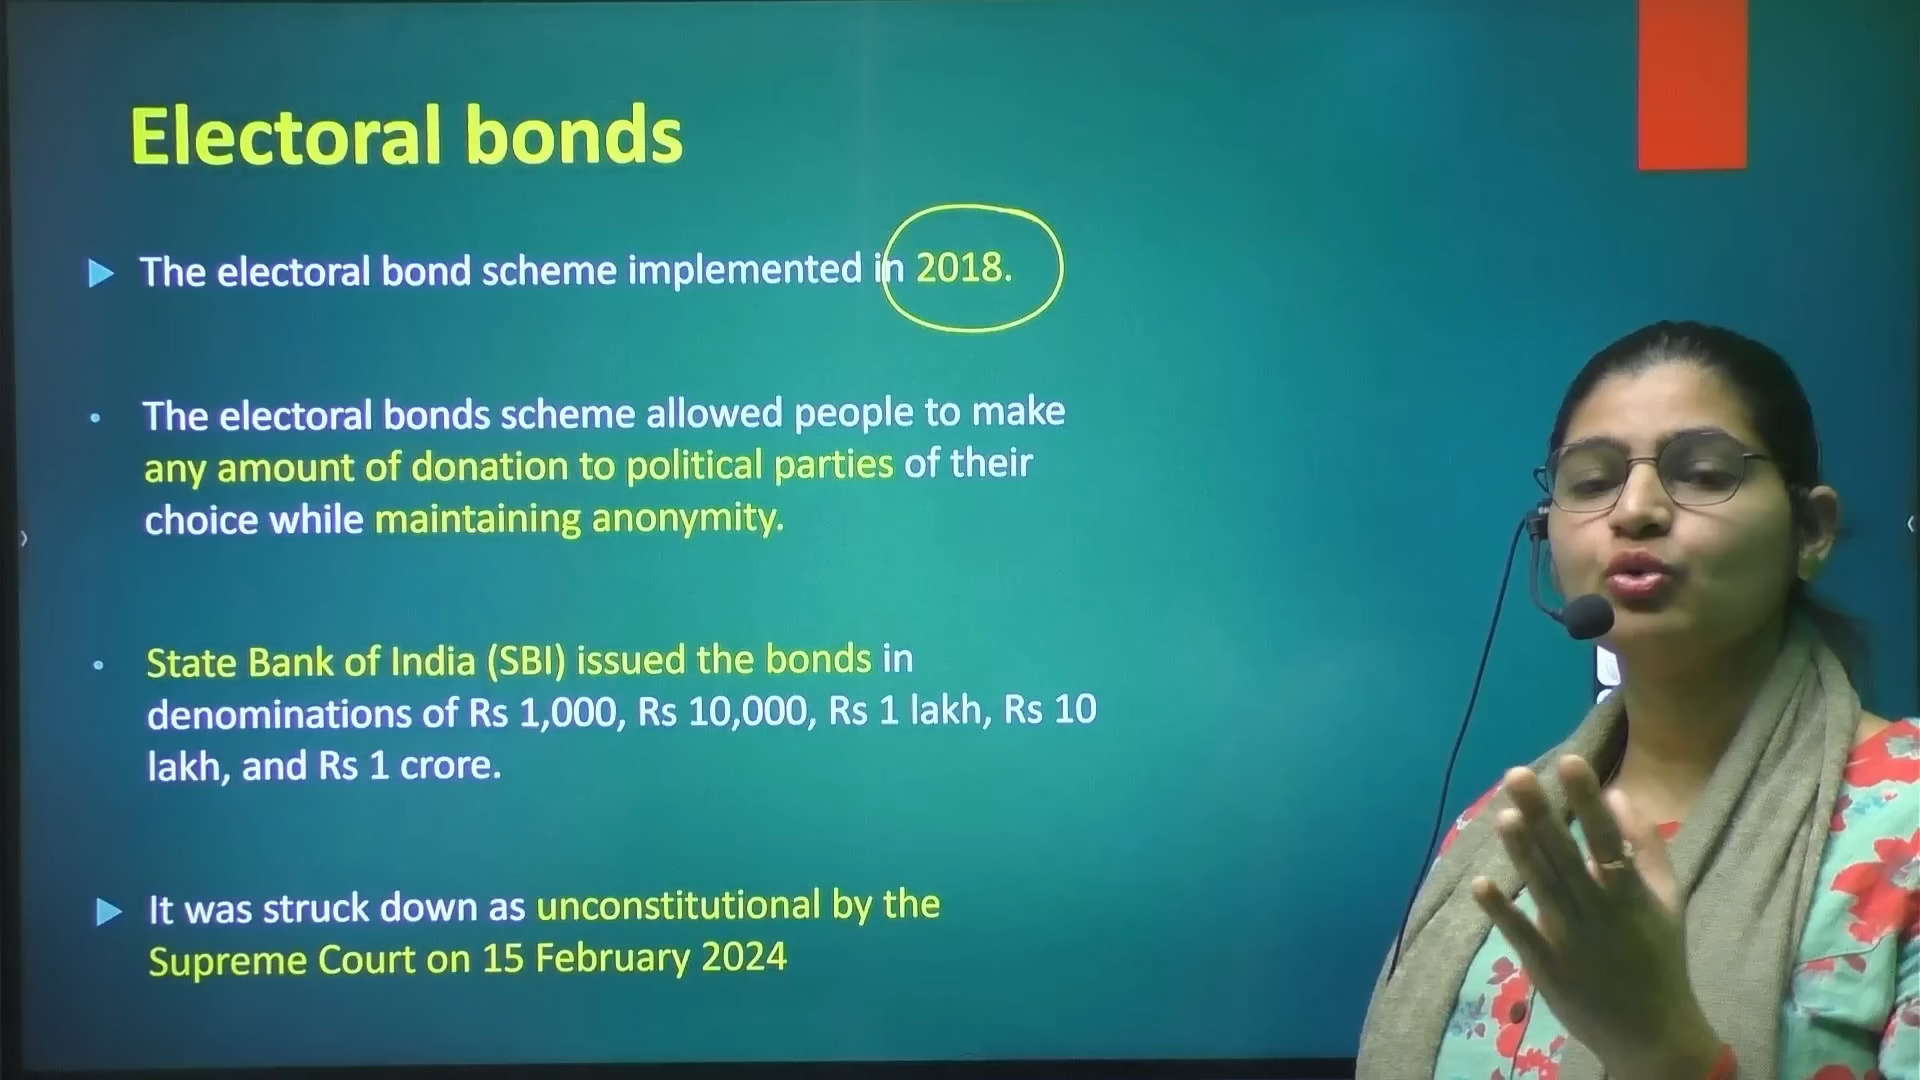 Electoral bonds
The electoral bond scheme implemented in 2018.
The electoral bonds scheme allowed people to make
any amount of donation to political parties of their
choice while maintaining anonymity.
State Bank of India (SBI) issued the bonds in
denominations of Rs 1,000, Rs 10,000, Rs 1 lakh, Rs 10
lakh, and Rs 1 crore.
It was struck down as unconstitutional by the
Supreme Court on 15 February 2024